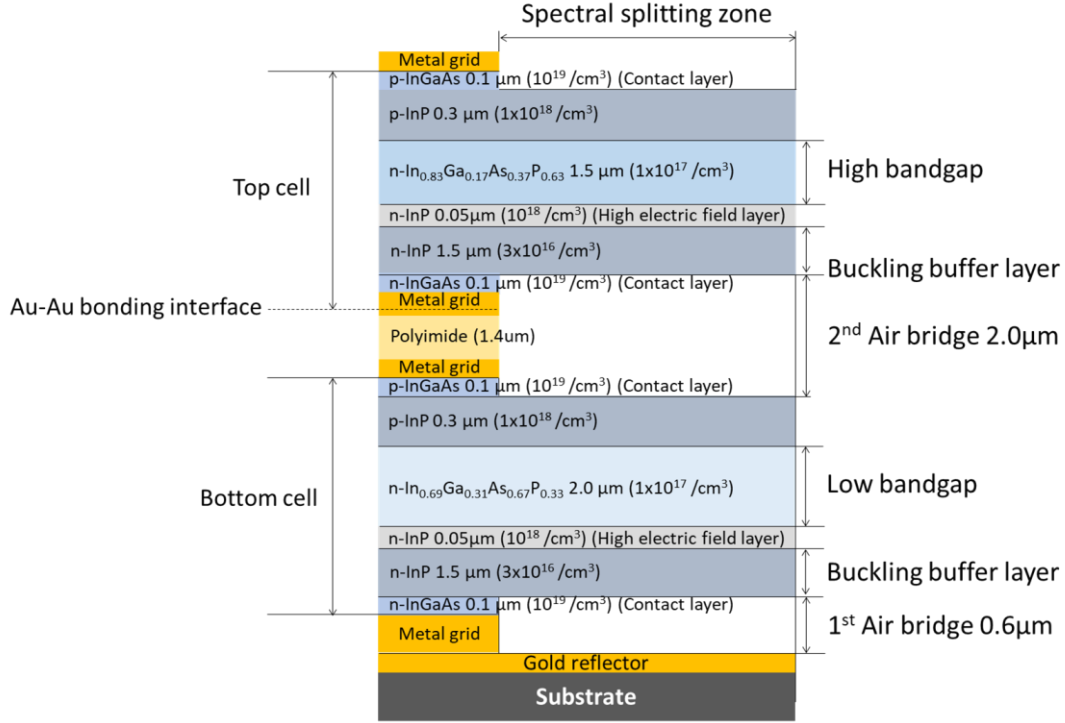 Spectral splitting zone
Metal grid
p-InGaAs 0.1 μm (10¹⁹/cm³) (Contact layer)
p-InP 0.3 μm (1x10¹⁸/cm³)
n-In₀.₈₃Ga₀.₁₇As₀.₃₇P₀.₆₃ 1.5 μm (1x10¹⁷/cm³)
High bandgap
Top cell
n-InP 0.05μm (10¹⁸/cm³) (High electric field layer)
n-InP 1.5 μm (3x10¹⁶/cm³)
Buckling buffer layer
n-InGaAs 0.1 μm (10¹⁹/cm³) (Contact layer)
Metal grid
Au-Au bonding interface
Polyimide (1.4um)
2nd Air bridge 2.0μm
Metal grid
p-InGaAs 0.1 μm (10¹⁹/cm³) (Contact layer)
p-InP 0.3 μm (1x10¹⁸/cm³)
n-In₀.₆₉Ga₀.₃₁As₀.₆₇P₀.₃₃ 2.0 μm (1x10¹⁷/cm³)
Low bandgap
Bottom cell
n-InP 0.05μm (10¹⁸/cm³) (High electric field layer)
n-InP 1.5 μm (3x10¹⁶/cm³)
Buckling buffer layer
n-InGaAs 0.1 μm (10¹⁹/cm³) (Contact layer)
Metal grid
1st Air bridge 0.6μm
Gold reflector
Substrate